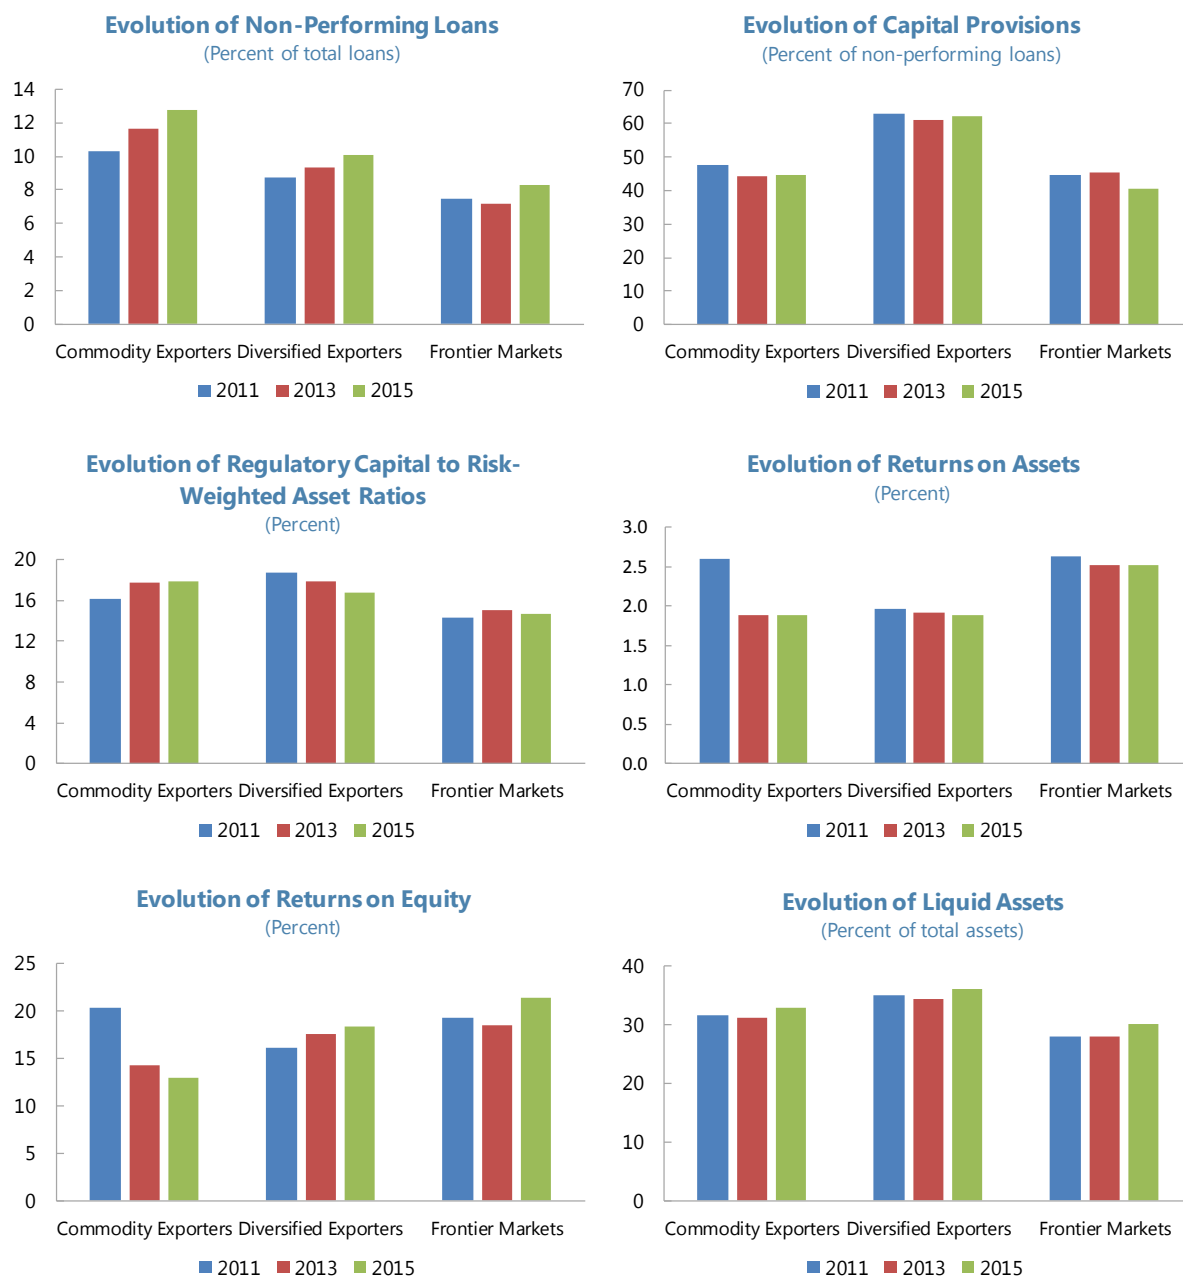 Evolution of Non-Performing Loans
(Percent of total loans)
14
12
10
8
6
4
2
0
Commodity Exporters Diversified Exporters Frontier Markets
2011 2013 2015
Evolution of Capital Provisions
(Percent of non-performing loans)
70
60
50
40
30
20
10
0
Commodity Exporters Diversified Exporters Frontier Markets
2011 2013 2015
Evolution of Regulatory Capital to Risk-
Weighted Asset Ratios
(Percent)
20
16
12
8
4
0
Commodity Exporters Diversified Exporters Frontier Markets
2011 2013 2015
Evolution of Returns on Assets
(Percent)
3.0
2.5
2.0
1.5
1.0
0.5
0.0
Commodity Exporters Diversified Exporters Frontier Markets
2011 2013 2015
Evolution of Returns on Equity
(Percent)
25
20
15
10
5
0
Commodity Exporters Diversified Exporters Frontier Markets
2011 2013 2015
Evolution of Liquid Assets
(Percent of total assets)
40
30
20
10
0
Commodity Exporters Diversified Exporters Frontier Markets
2011 2013 2015